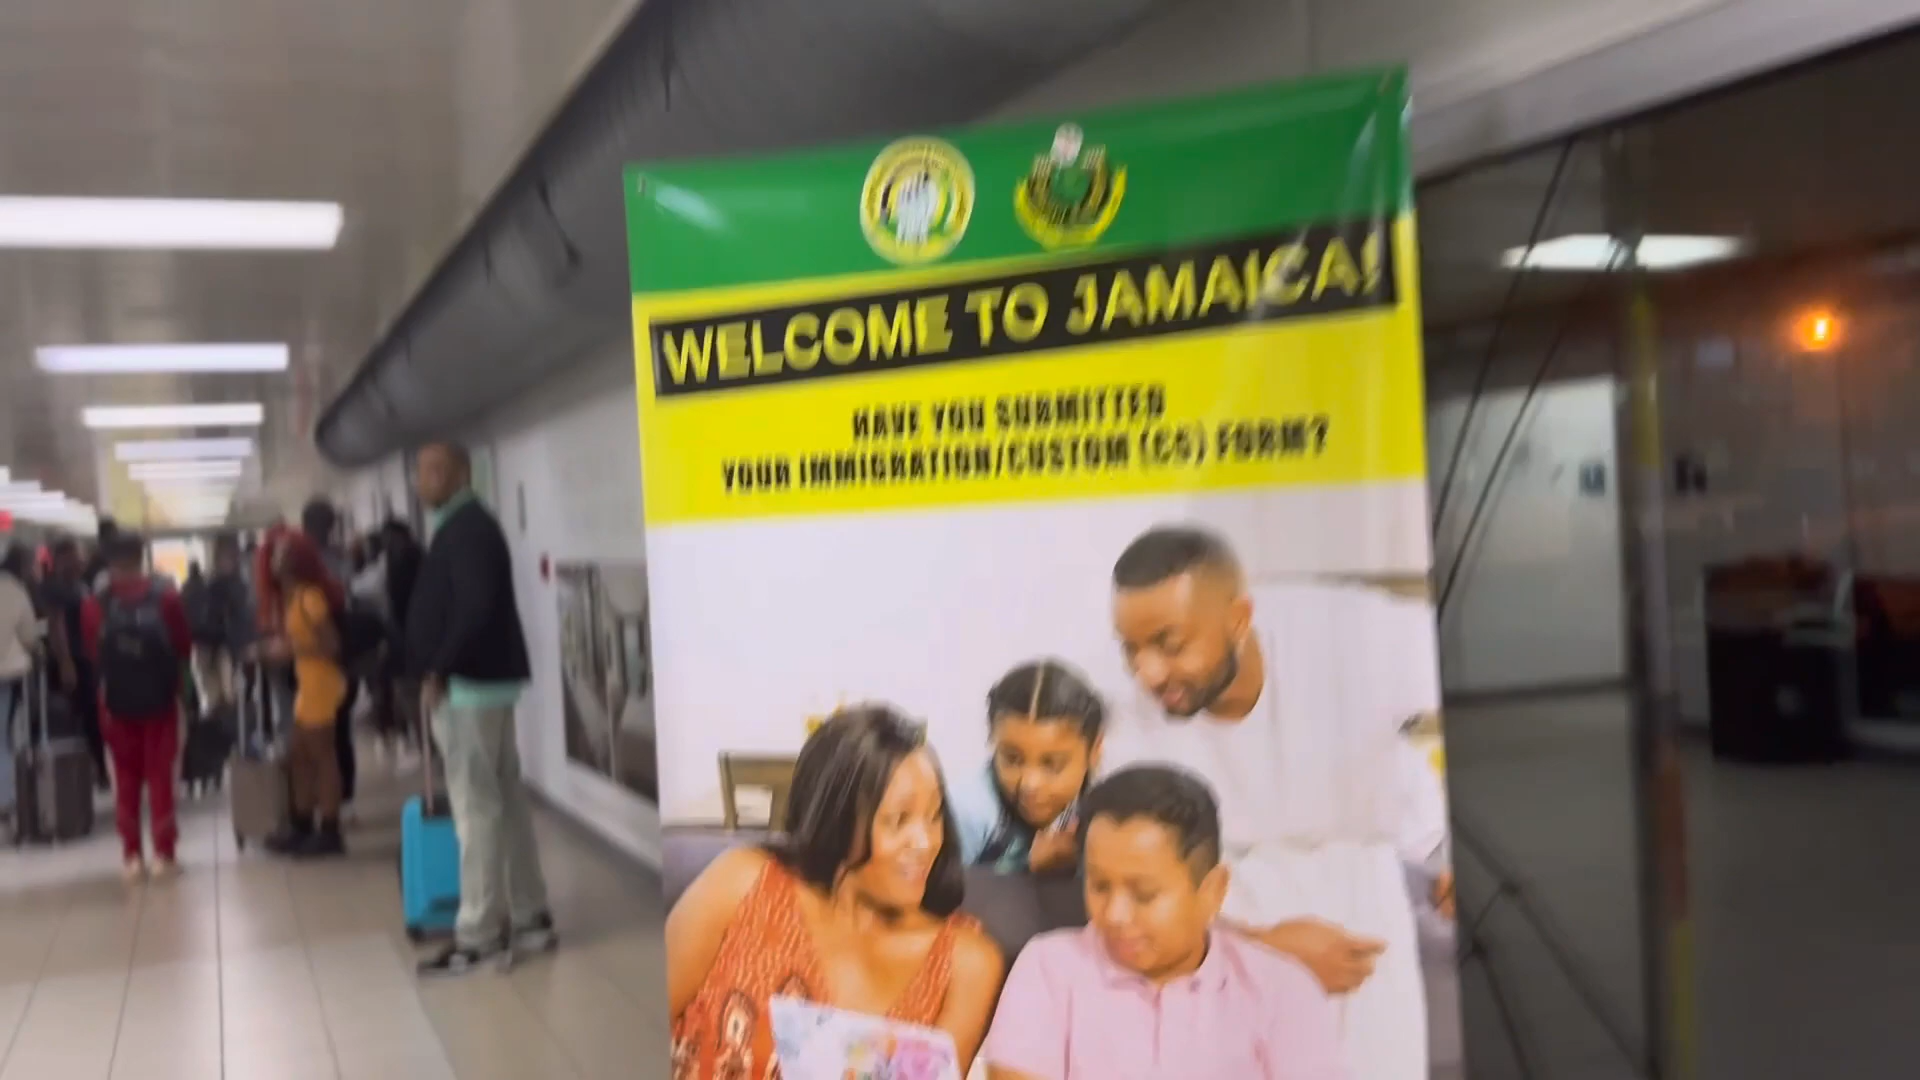 WELCOME TO JAMAICA!
HAVE YOU SUBMITTED
YOUR IMMIGRATION/CUSTOM (C5) FORM?